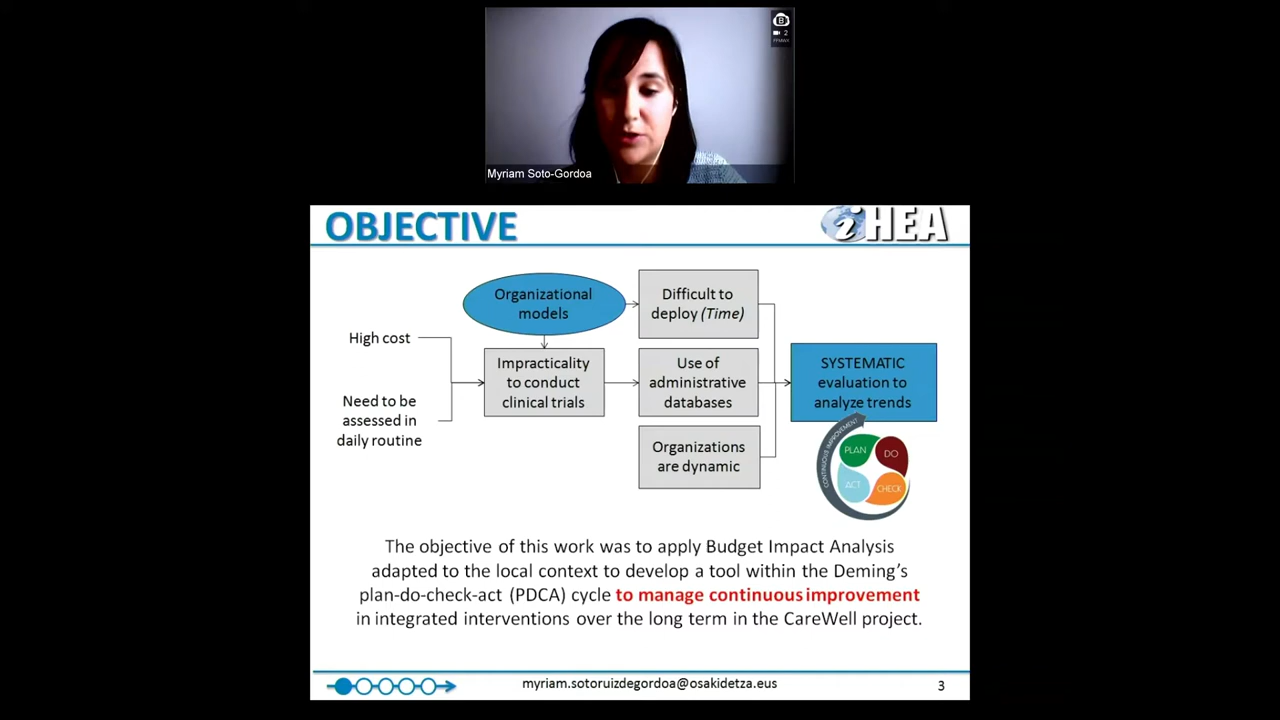 2
Myriam Soto-Gordoa
OBJECTIVE
iHEA
Organizational
models
Difficult to
deploy (Time)
High cost
Need to be
assessed in
daily routine
Impracticality
to conduct
clinical trials
Use of
administrative
databases
Organizations
are dynamic
SYSTEMATIC
evaluation to
analyze trends
CONTINUOUS IMPROVEMENT
PLAN
DO
ACT
CHECK
The objective of this work was to apply Budget Impact Analysis
adapted to the local context to develop a tool within the Deming’s
plan-do-check-act (PDCA) cycle to manage continuous improvement
in integrated interventions over the long term in the CareWell project.
myriam.sotoruizdegordoa@osakidetza.eus
3